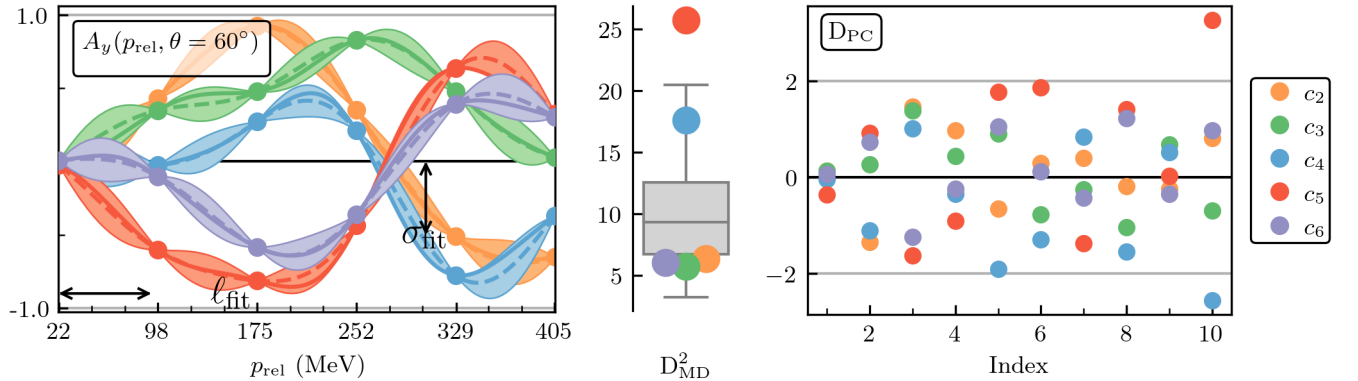 A_y(p_rel, θ = 60°)
1.0
-1.0
σ_fit
ℓ_fit
22 98 175 252 329 405
p_rel (MeV)
25
20
15
10
5
D²_MD
D_PC
2
0
−2
2 4 6 8 10
Index
c_2
c_3
c_4
c_5
c_6